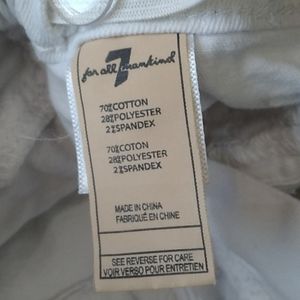 7
for all mankind
70%COTTON
28%POLYESTER
2%SPANDEX
70%COTON
28%POLYESTER
2%SPANDEX
MADE IN CHINA
FABRIQUÉ EN CHINE
SEE REVERSE FOR CARE
VOIR VERSO POUR ENTRETIEN